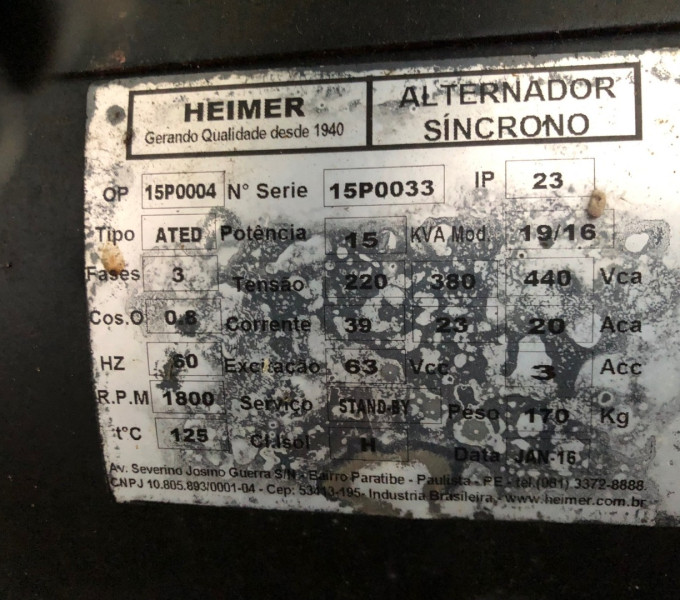 HEIMER
Gerando Qualidade desde 1940
ALTERNADOR
SÍNCRONO
OP 15P0004 N° Serie 15P0033 IP 23
Tipo ATED Potência 15 KVA Mod. 19/16
Fases 3 Tensão 220 380 440 Vca
Cos.O 0,8 Corrente 39 23 20 Aca
HZ 60 Excitação 63 Vcc 3 Acc
R.P.M 1800 Serviço STAND-BY Peso 170 Kg
t°C 125 Cl.Isol H Data JAN-16
Av. Severino Josino Guerra S/N - Bairro Paratibe - Paulista - PE - tel.(081) 3372-8888
CNPJ 10.805.893/0001-04 - Cep: 53413-195- Industria Brasileira - www.heimer.com.br